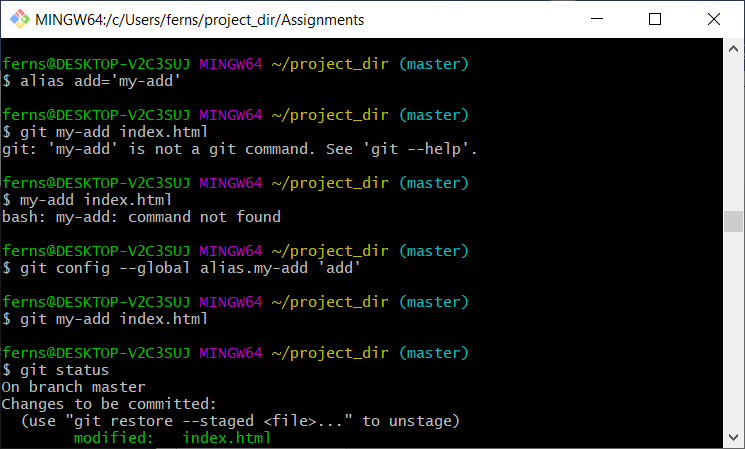 MINGW64:/c/Users/ferns/project_dir/Assignments
ferns@DESKTOP-V2C3SUJ MINGW64 ~/project_dir (master)
$ alias add='my-add'
ferns@DESKTOP-V2C3SUJ MINGW64 ~/project_dir (master)
$ git my-add index.html
git: 'my-add' is not a git command. See 'git --help'.
ferns@DESKTOP-V2C3SUJ MINGW64 ~/project_dir (master)
$ my-add index.html
bash: my-add: command not found
ferns@DESKTOP-V2C3SUJ MINGW64 ~/project_dir (master)
$ git config --global alias.my-add 'add'
ferns@DESKTOP-V2C3SUJ MINGW64 ~/project_dir (master)
$ git my-add index.html
ferns@DESKTOP-V2C3SUJ MINGW64 ~/project_dir (master)
$ git status
On branch master
Changes to be committed:
  (use "git restore --staged <file>..." to unstage)
        modified:   index.html